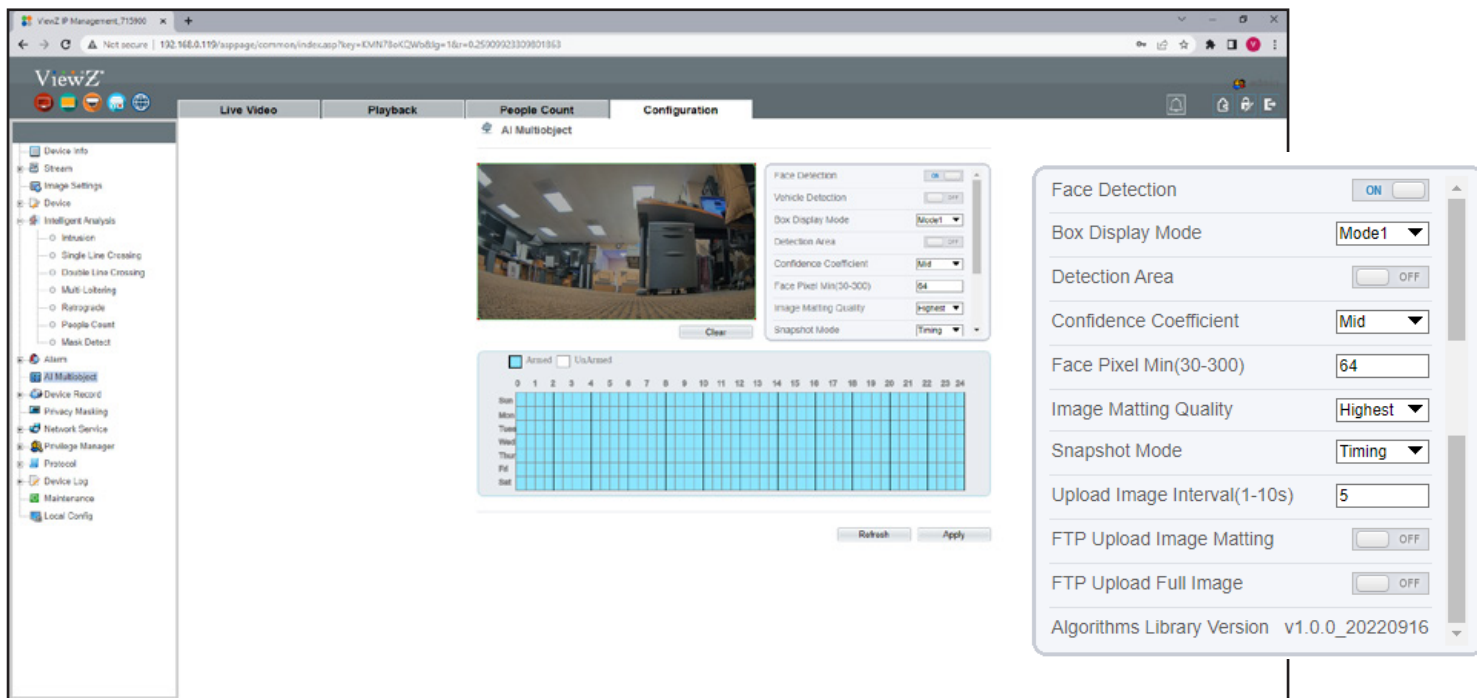 ViewZ IP Management_715900
Not secure | 192.168.0.119/asppage/common/index.asp?key=
ViewZ
Live Video Playback People Count Configuration
Device Info
Stream
Image Settings
Device
Intelligent Analysis
Intrusion
Single Line Crossing
Double Line Crossing
Multi-Loitering
Retrograde
People Count
Mask Detect
Alarm
AI Multiobject
Device Record
Privacy Masking
Network Service
Privilege Manager
Protocol
Device Log
Maintenance
Local Config
AI Multiobject
Face Detection ON
Vehicle Detection OFF
Box Display Mode Mode1
Detection Area OFF
Confidence Coefficient Mid
Face Pixel Min(30-300) 64
Image Matting Quality Highest
Snapshot Mode Timing
Clear
Armed UnArmed
0 1 2 3 4 5 6 7 8 9 10 11 12 13 14 15 16 17 18 19 20 21 22 23 24
Sun
Mon
Tues
Wed
Thur
Fri
Sat
Refresh Apply
Face Detection ON
Box Display Mode Mode1
Detection Area OFF
Confidence Coefficient Mid
Face Pixel Min(30-300) 64
Image Matting Quality Highest
Snapshot Mode Timing
Upload Image Interval(1-10s) 5
FTP Upload Image Matting OFF
FTP Upload Full Image OFF
Algorithms Library Version v1.0.0_20220916